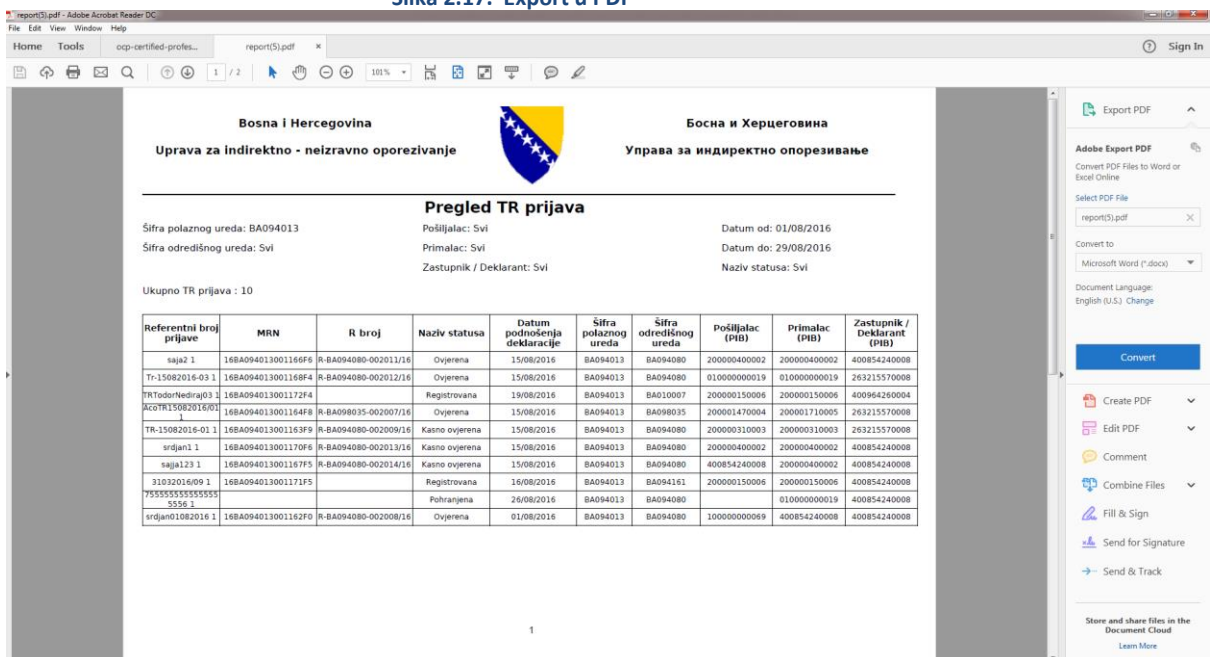 Slika 2.17. Export u PDF
report(5).pdf - Adobe Acrobat Reader DC
File Edit View Window Help
Home Tools ocp-certified-profes... report(5).pdf × Sign In
1 / 2 101%
Bosna i Hercegovina Босна и Херцеговина
Uprava za indirektno - neizravno oporezivanje Управа за индиректно опорезивање
Pregled TR prijava
Šifra polaznog ureda: BA094013 Pošiljalac: Svi Datum od: 01/08/2016
Šifra odredišnog ureda: Svi Primalac: Svi Datum do: 29/08/2016
Zastupnik / Deklarant: Svi Naziv statusa: Svi
Ukupno TR prijava : 10
Referentni broj prijave MRN R broj Naziv statusa Datum podnošenja deklaracije Šifra polaznog ureda Šifra odredišnog ureda Pošiljalac (PIB) Primalac (PIB) Zastupnik / Deklarant (PIB)
saja2 1 16BA094013001166F6 R-BA094080-002011/16 Ovjerena 15/08/2016 BA094013 BA094080 200000400002 200000400002 400854240008
Tr-15082016-03 1 16BA094013001168F4 R-BA094080-002012/16 Ovjerena 15/08/2016 BA094013 BA094080 010000000019 010000000019 263215570008
TRTodorNediraj03 1 16BA094013001172F4 Registrovana 19/08/2016 BA094013 BA010007 200000150006 200000150006 400964260004
AcoTR15082016/01 1 16BA094013001164F8 R-BA098035-002007/16 Ovjerena 15/08/2016 BA094013 BA098035 200001470004 200001710005 263215570008
TR-15082016-01 1 16BA094013001163F9 R-BA094080-002009/16 Kasno ovjerena 15/08/2016 BA094013 BA094080 200000310003 200000310003 263215570008
srdjan1 1 16BA094013001170F6 R-BA094080-002013/16 Kasno ovjerena 15/08/2016 BA094013 BA094080 200000400002 200000400002 400854240008
sajja123 1 16BA094013001167F5 R-BA094080-002014/16 Kasno ovjerena 15/08/2016 BA094013 BA094080 400854240008 200000400002 400854240008
31032016/09 1 16BA094013001171F5 Registrovana 16/08/2016 BA094013 BA094161 200000150006 200000150006 400854240008
5556 1 Pohranjena 26/08/2016 BA094013 BA094080 010000000019 400854240008
srdjan01082016 1 16BA094013001162F0 R-BA094080-002008/16 Ovjerena 01/08/2016 BA094013 BA094080 100000000069 400854240008 400854240008
1
Export PDF
Adobe Export PDF
Convert PDF Files to Word or
Excel Online
Select PDF File
report(5).pdf
Convert to
Microsoft Word (*.docx)
Document Language:
English (U.S.) Change
Convert
Create PDF
Edit PDF
Comment
Combine Files
Fill & Sign
Send for Signature
Send & Track
Store and share files in the
Document Cloud
Learn More